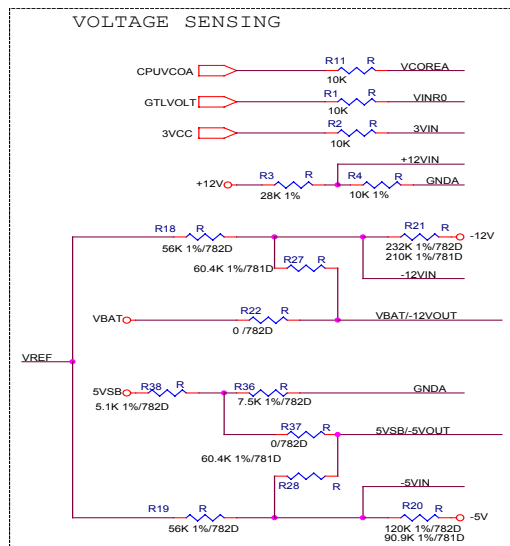 VOLTAGE SENSING
R11 R
CPUVCOA VCOREA
10K
R1 R
GTLVOLT VINR0
10K
R2 R
3VCC 3VIN
10K
+12VIN
R3 R R4 R
+12V GNDA
28K 1% 10K 1%
R18 R R21 R
-12V
56K 1%/782D 232K 1%/782D
210K 1%/781D
R27 R
60.4K 1%/781D
-12VIN
R22 R
VBAT VBAT/-12VOUT
0 /782D
VREF
R38 R R36 R
5VSB GNDA
5.1K 1%/782D 7.5K 1%/782D
R37 R
5VSB/-5VOUT
0/782D
60.4K 1%/781D
R28 R
-5VIN
R19 R R20 R
-5V
56K 1%/782D 120K 1%/782D
90.9K 1%/781D